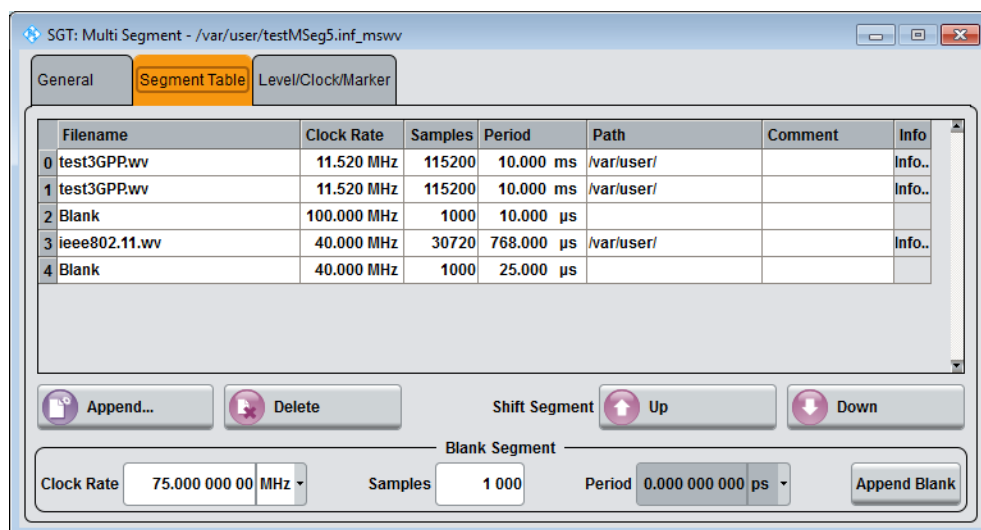 SGT: Multi Segment - /var/user/testMSeg5.inf_mswv
General Segment Table Level/Clock/Marker
Filename Clock Rate Samples Period Path Comment Info
0 test3GPP.wv 11.520 MHz 115200 10.000 ms /var/user/ Info..
1 test3GPP.wv 11.520 MHz 115200 10.000 ms /var/user/ Info..
2 Blank 100.000 MHz 1000 10.000 µs
3 ieee802.11.wv 40.000 MHz 30720 768.000 µs /var/user/ Info..
4 Blank 40.000 MHz 1000 25.000 µs
Append... Delete Shift Segment Up Down
Blank Segment
Clock Rate 75.000 000 00 MHz Samples 1 000 Period 0.000 000 000 ps Append Blank